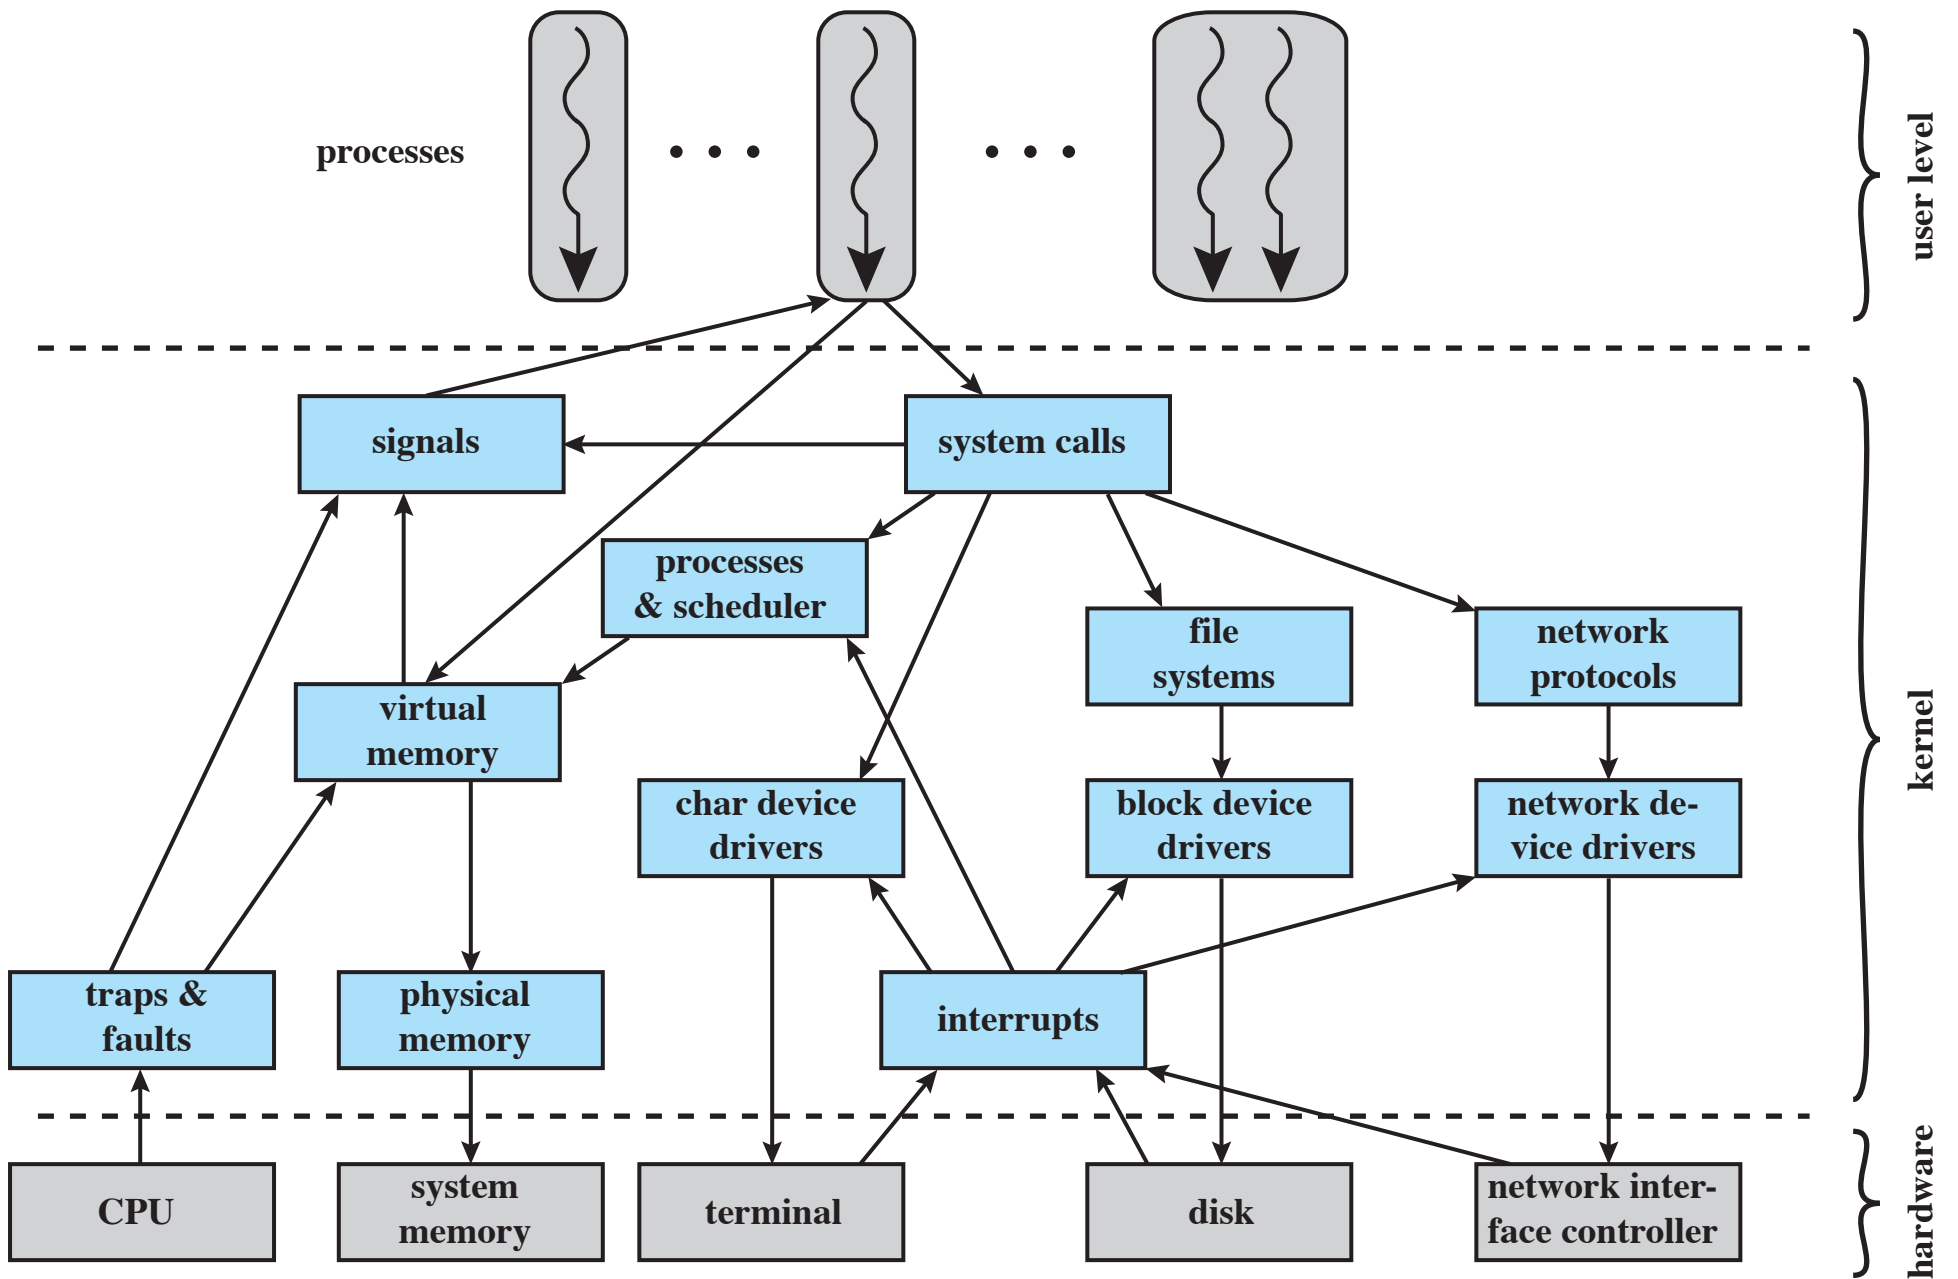 processes
user level
signals
system calls
processes
& scheduler
file
systems
network
protocols
virtual
memory
kernel
char device
drivers
block device
drivers
network de-
vice drivers
traps &
faults
physical
memory
interrupts
CPU
system
memory
terminal
disk
network inter-
face controller
hardware